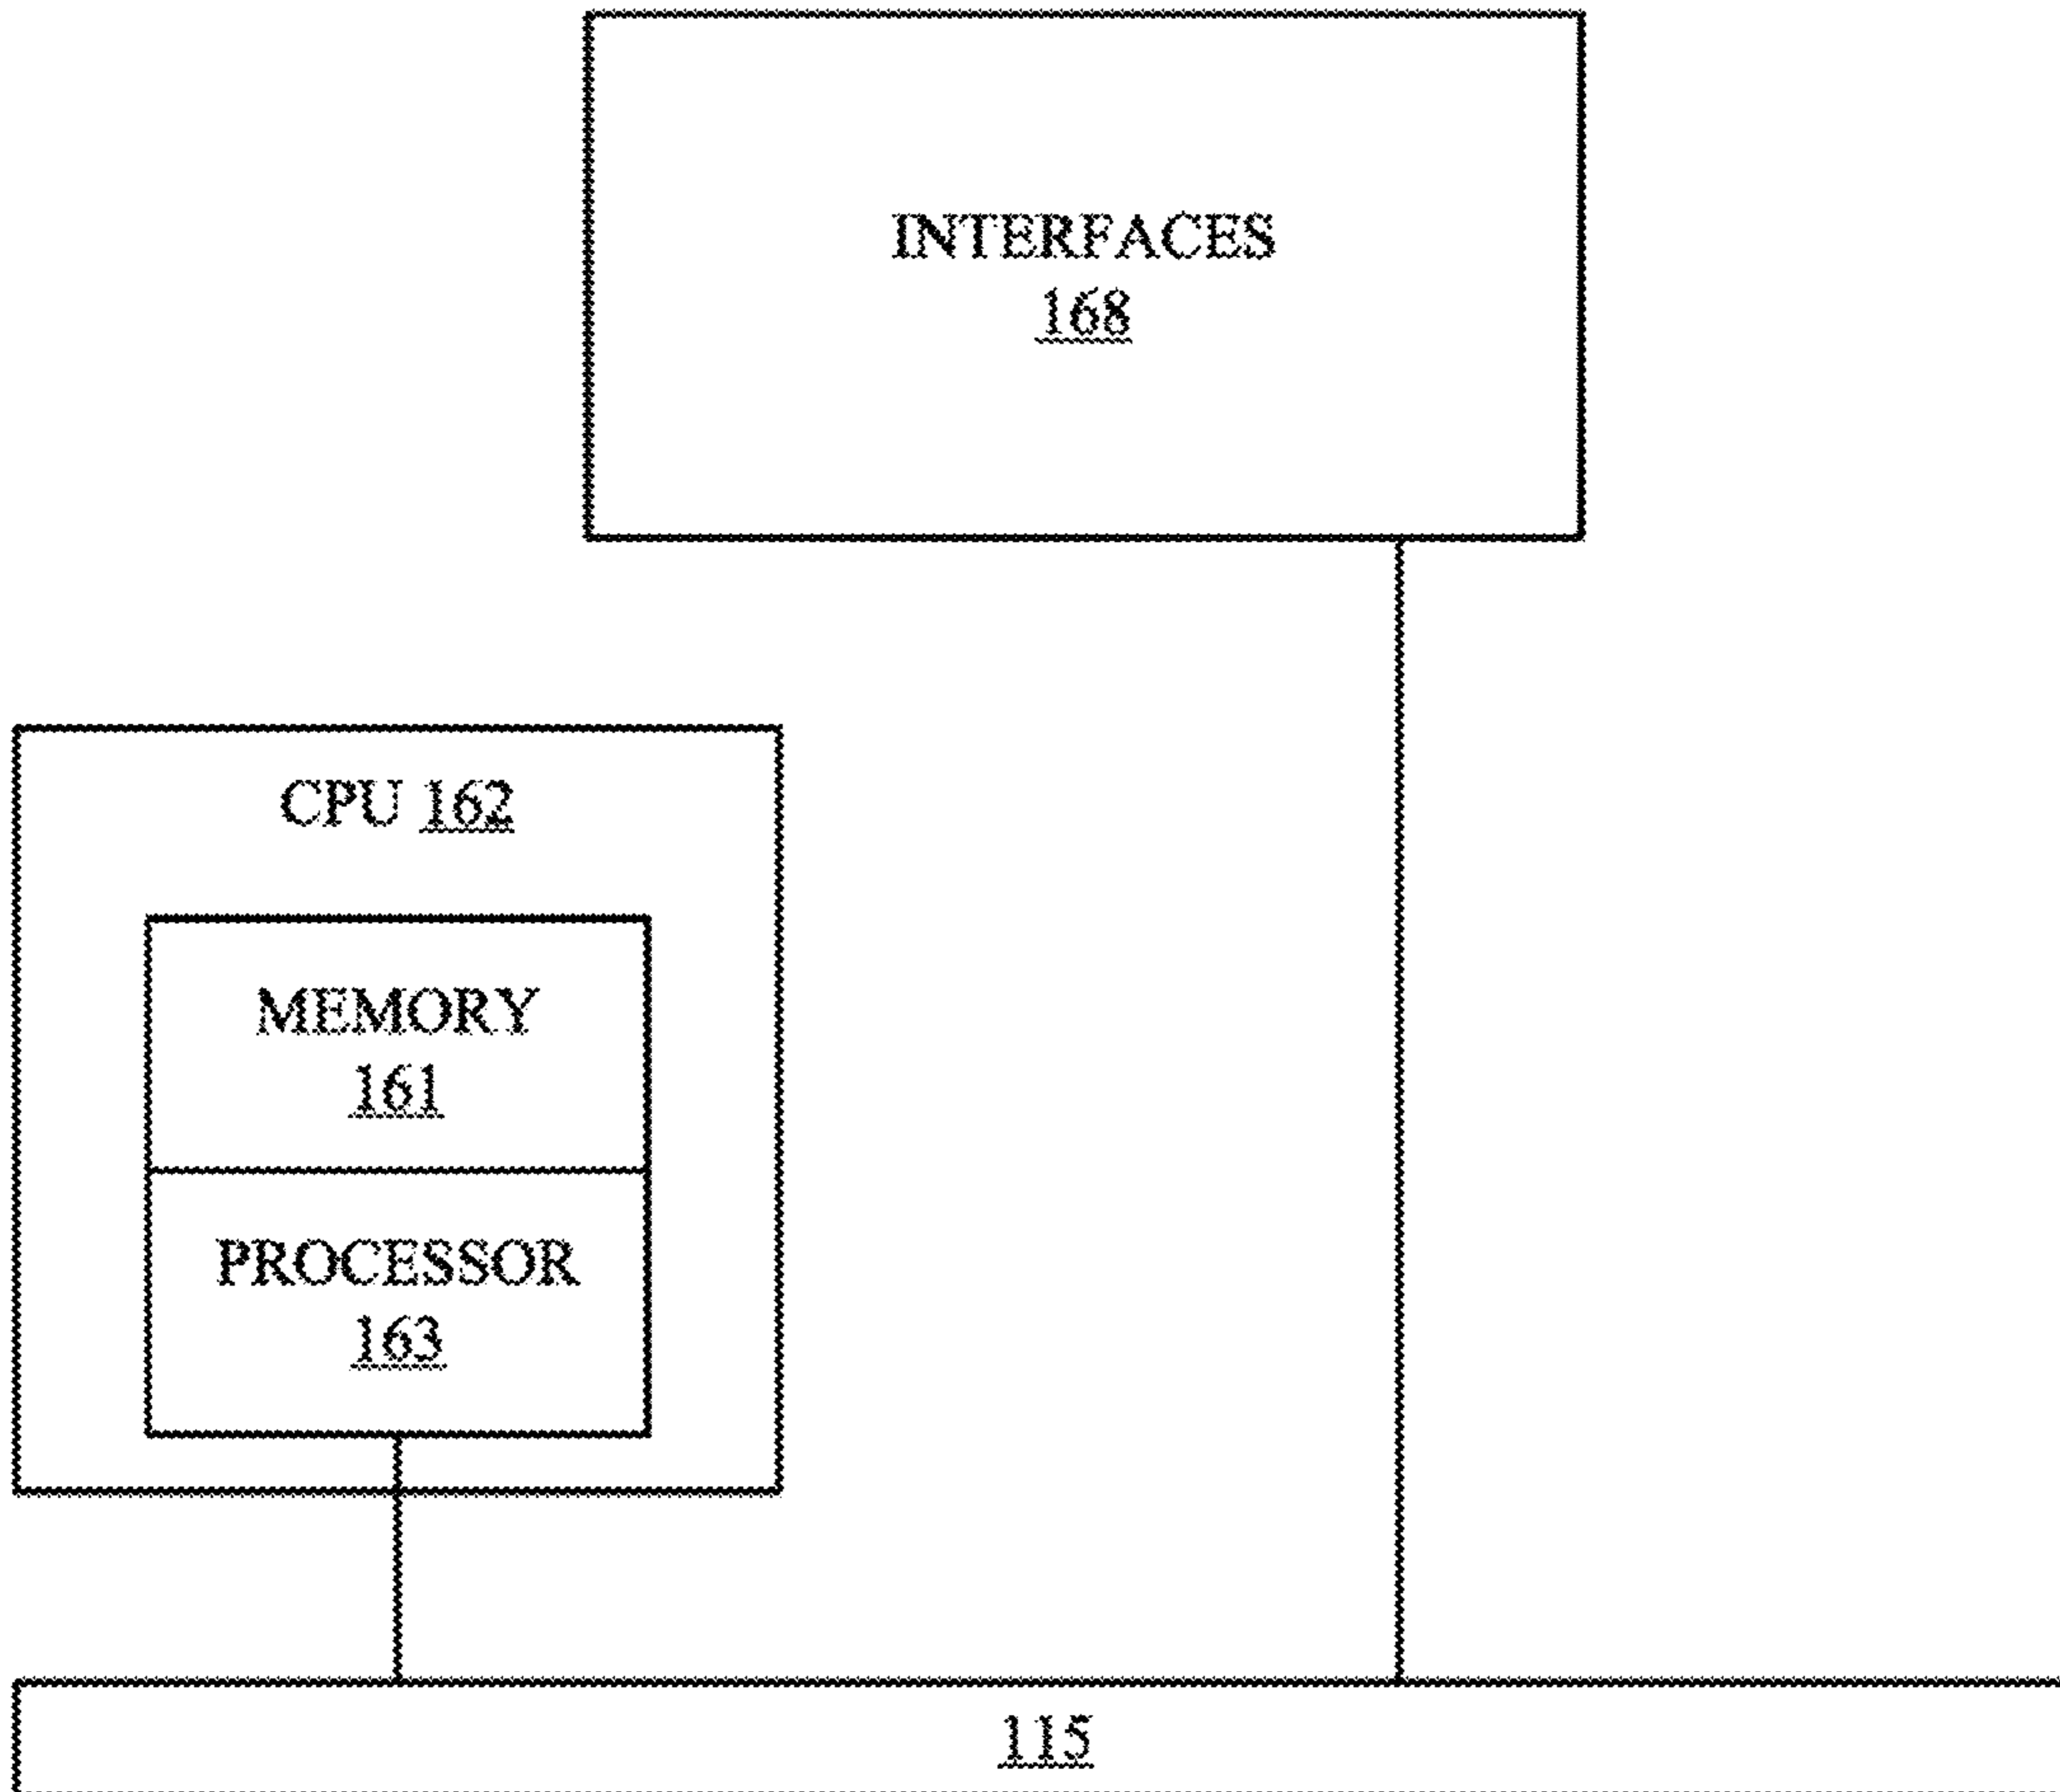 INTERFACES
168
CPU 162
MEMORY
161
PROCESSOR
163
115